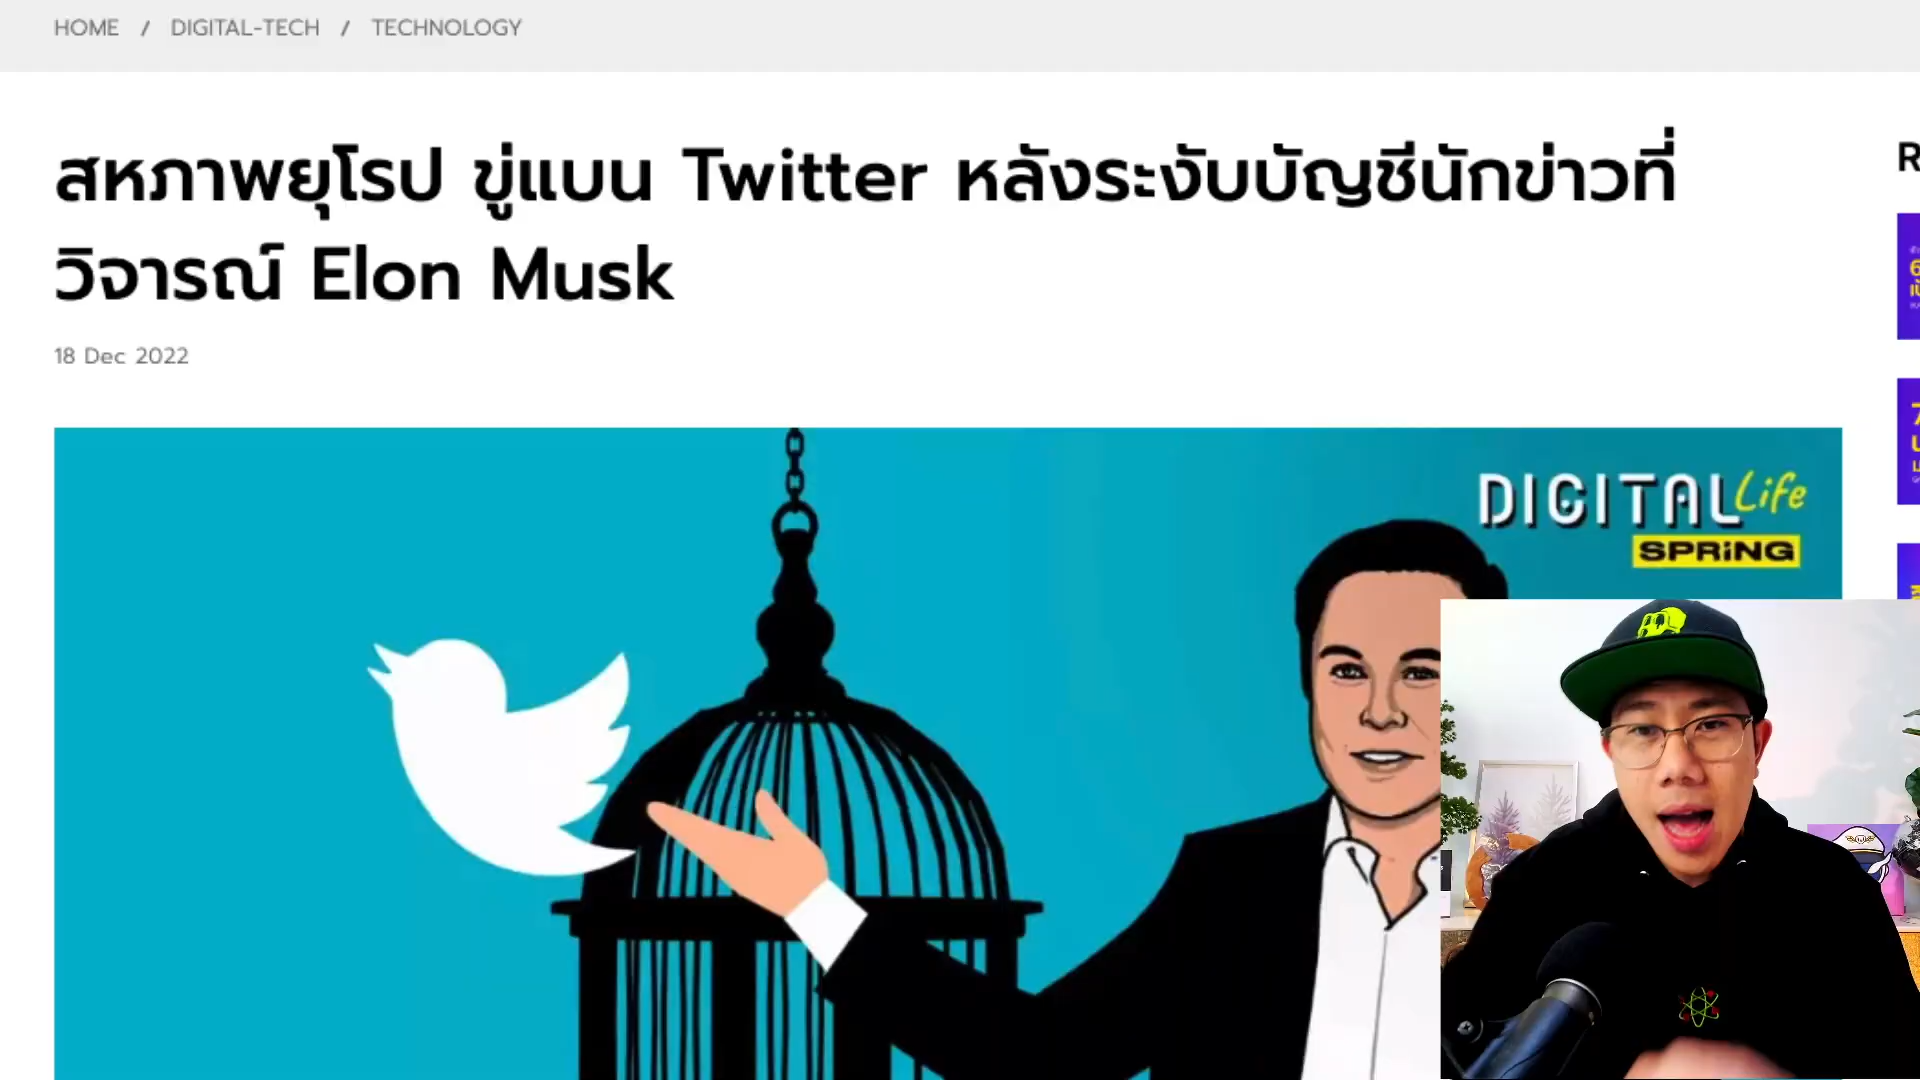 HOME / DIGITAL-TECH / TECHNOLOGY
สหภาพยุโรป ขู่แบน Twitter หลังระงับบัญชีนักข่าวที่
วิจารณ์ Elon Musk
18 Dec 2022
R
DIGITAL Life
SPRiNG